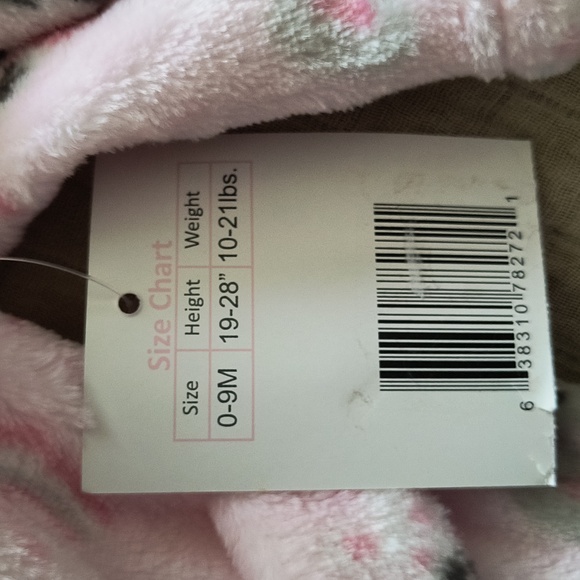 Size Chart
Size Height Weight
0-9M 19-28” 10-21lbs.
6 38310 78272 1